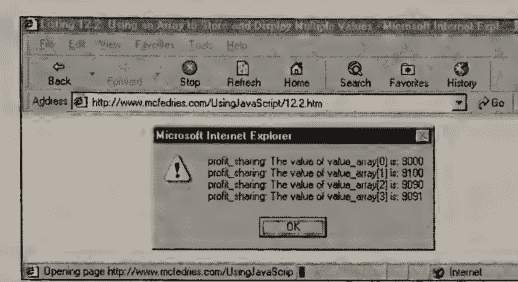 Listing 12.2. Using an Array to Store and Display Multiple Values - Microsoft Internet Expl
File Edit View Favorites Tools Help
Back Forward Stop Refresh Home Search Favorites History
Address http://www.mcfedries.com/UsingJavaScript/12.2.htm Go
Microsoft Internet Explorer
profit_sharing: The value of value_array[0] is: 9000
profit_sharing: The value of value_array[1] is: 9100
profit_sharing: The value of value_array[2] is: 9090
profit_sharing: The value of value_array[3] is: 9091
OK
Opening page http://www.mcfedries.com/UsingJavaScrip Internet